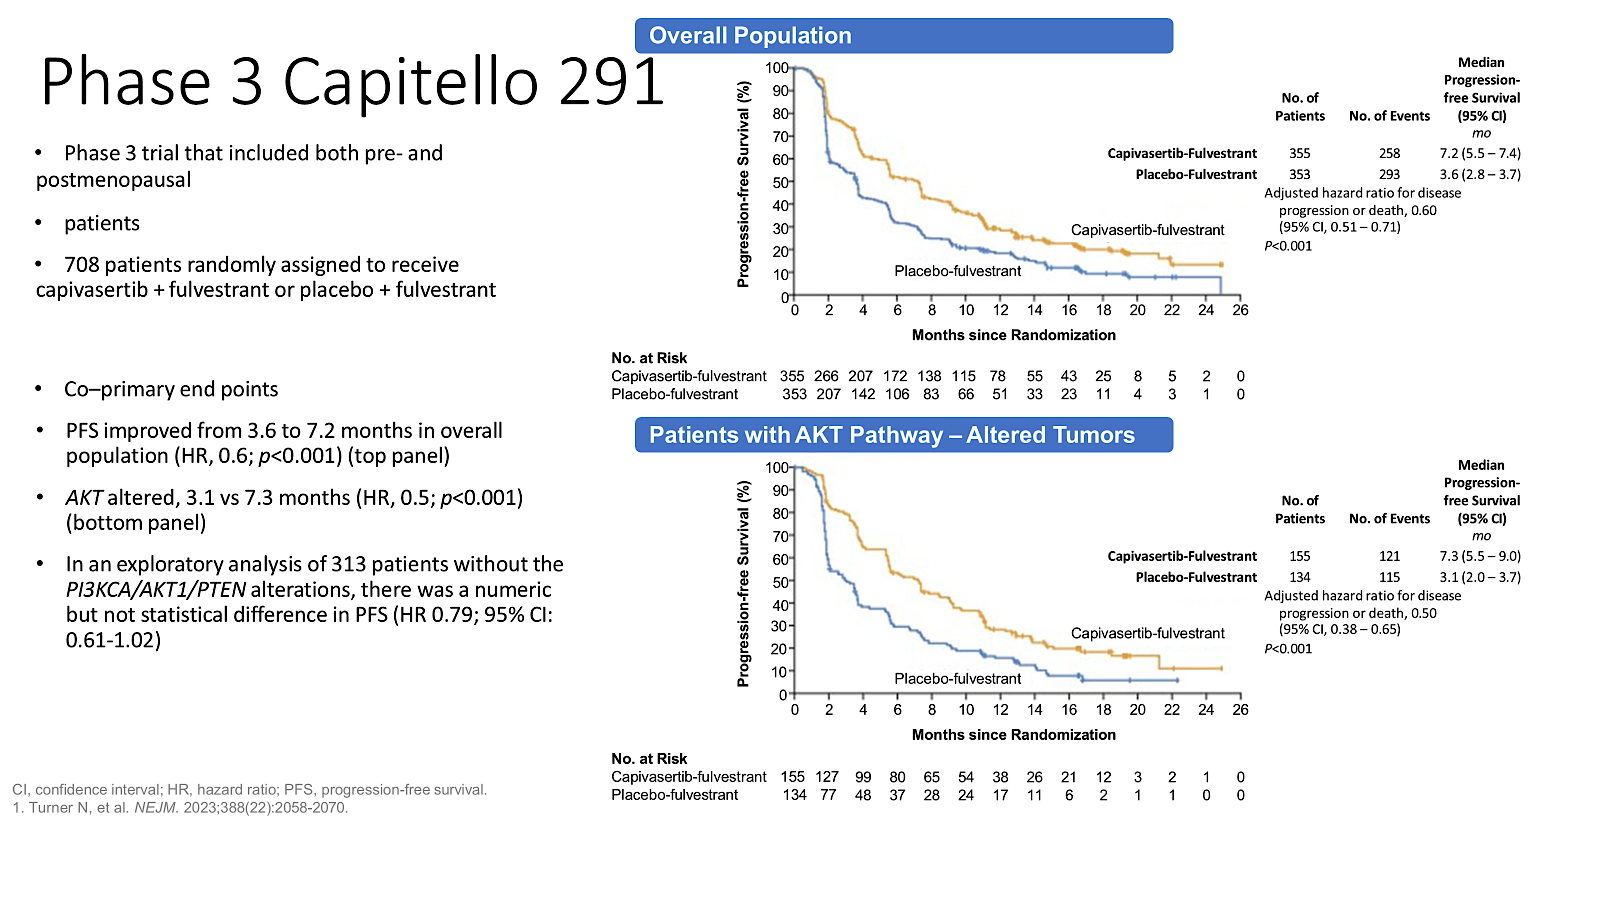 Phase 3 Capitello 291
• Phase 3 trial that included both pre- and
postmenopausal
• patients
• 708 patients randomly assigned to receive
capivasertib + fulvestrant or placebo + fulvestrant
• Co–primary end points
• PFS improved from 3.6 to 7.2 months in overall
population (HR, 0.6; p<0.001) (top panel)
• AKT altered, 3.1 vs 7.3 months (HR, 0.5; p<0.001)
(bottom panel)
• In an exploratory analysis of 313 patients without the
PI3KCA/AKT1/PTEN alterations, there was a numeric
but not statistical difference in PFS (HR 0.79; 95% CI:
0.61-1.02)
CI, confidence interval; HR, hazard ratio; PFS, progression-free survival.
1. Turner N, et al. NEJM. 2023;388(22):2058-2070.
Overall Population
Progression-free Survival (%)
100
90
80
70
60
50
40
30
20
10
0
Capivasertib-fulvestrant
Placebo-fulvestrant
0 2 4 6 8 10 12 14 16 18 20 22 24 26
Months since Randomization
No. at Risk
Capivasertib-fulvestrant 355 266 207 172 138 115 78 55 43 25 8 5 2 0
Placebo-fulvestrant 353 207 142 106 83 66 51 33 23 11 4 3 1 0
Median
Progression-
No. of free Survival
Patients No. of Events (95% CI)
mo
Capivasertib-Fulvestrant 355 258 7.2 (5.5 – 7.4)
Placebo-Fulvestrant 353 293 3.6 (2.8 – 3.7)
Adjusted hazard ratio for disease
progression or death, 0.60
(95% CI, 0.51 – 0.71)
P<0.001
Patients with AKT Pathway – Altered Tumors
Progression-free Survival (%)
100
90
80
70
60
50
40
30
20
10
0
Capivasertib-fulvestrant
Placebo-fulvestrant
0 2 4 6 8 10 12 14 16 18 20 22 24 26
Months since Randomization
No. at Risk
Capivasertib-fulvestrant 155 127 99 80 65 54 38 26 21 12 3 2 1 0
Placebo-fulvestrant 134 77 48 37 28 24 17 11 6 2 1 1 0 0
Median
Progression-
No. of free Survival
Patients No. of Events (95% CI)
mo
Capivasertib-Fulvestrant 155 121 7.3 (5.5 – 9.0)
Placebo-Fulvestrant 134 115 3.1 (2.0 – 3.7)
Adjusted hazard ratio for disease
progression or death, 0.50
(95% CI, 0.38 – 0.65)
P<0.001